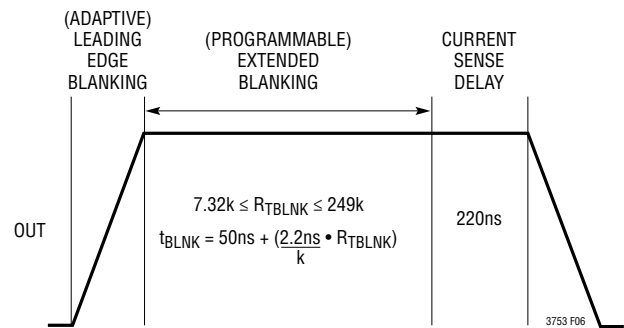 (ADAPTIVE)
LEADING
EDGE
BLANKING
(PROGRAMMABLE)
EXTENDED
BLANKING
CURRENT
SENSE
DELAY
OUT
7.32k ≤ RTBLNK ≤ 249k
tBLNK = 50ns + (2.2ns/k • RTBLNK)
220ns
3753 F06